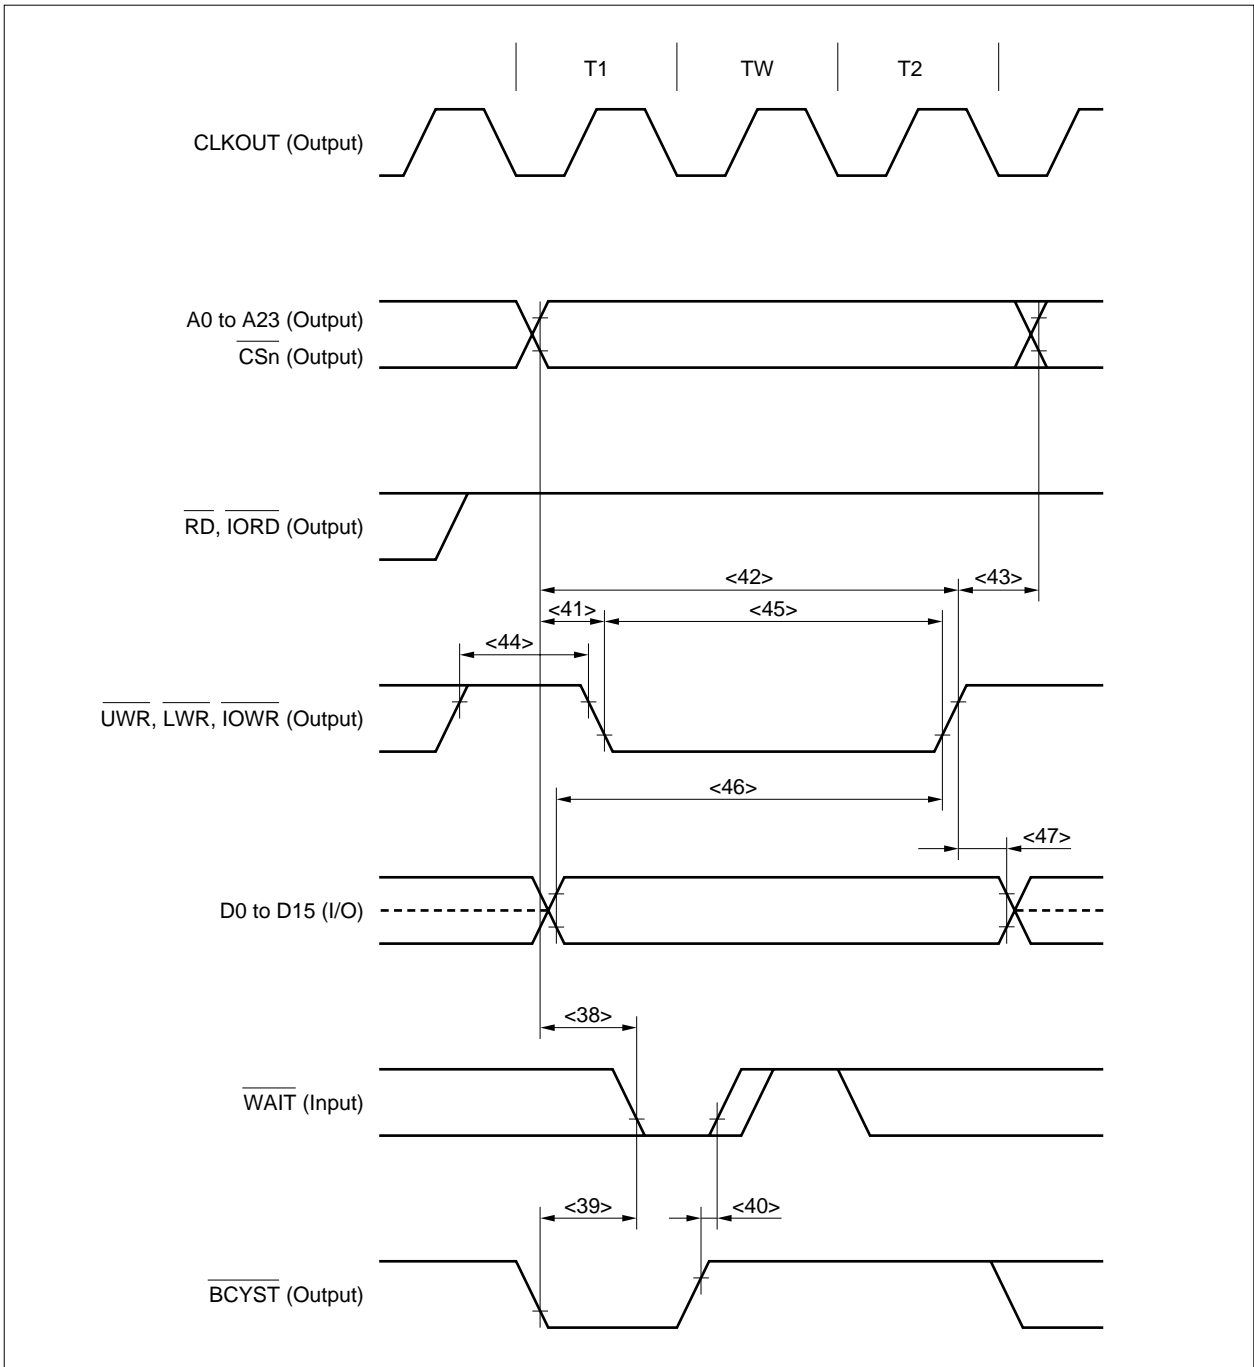 T1 TW T2
CLKOUT (Output)
A0 to A23 (Output)
CSn (Output)
RD, IORD (Output)
<42> <43>
<41> <45>
<44>
UWR, LWR, IOWR (Output)
<46>
<47>
D0 to D15 (I/O)
<38>
WAIT (Input)
<39> <40>
BCYST (Output)